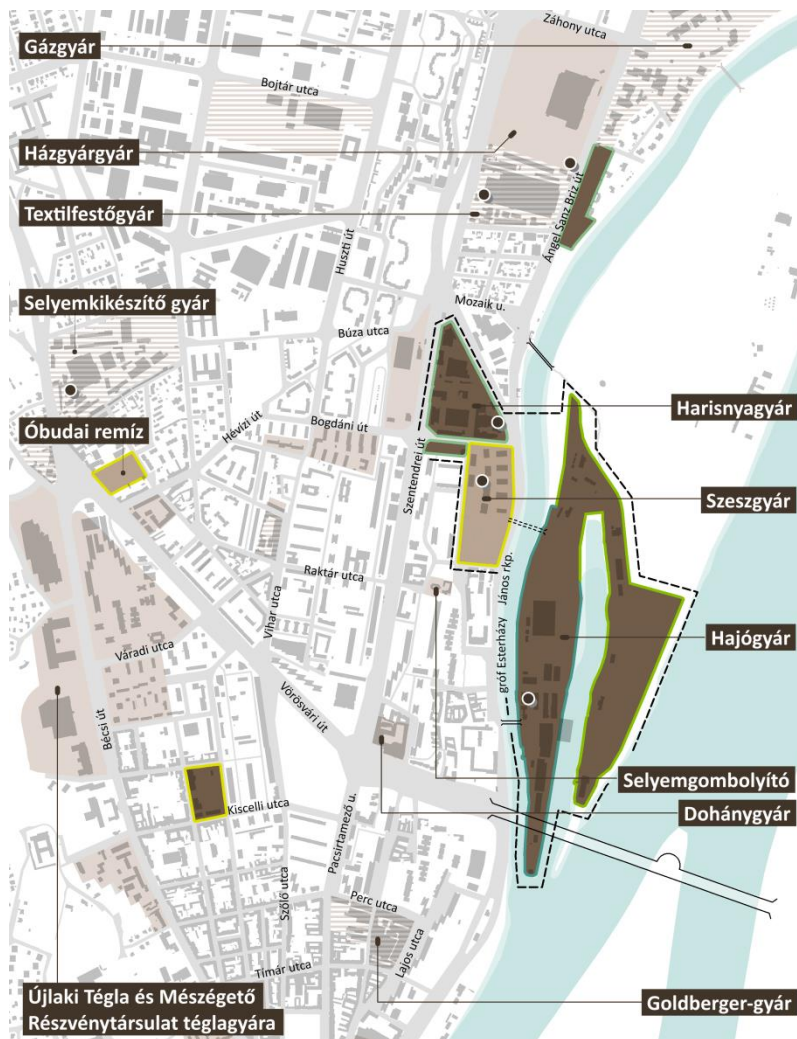 Záhony utca
Gázgyár
Bojtár utca
Házgyárgyár
Textilfestőgyár
Ángel Sanz Briz út
Huszti út
Mozaik u.
Selyemkikészítő gyár
Búza utca
Harisnyagyár
Óbudai remíz
Hévízi út
Bogdáni út
Szentendrei út
Szeszgyár
Raktár utca
gróf Esterházy János rkp.
Vihar utca
Hajógyár
Váradi utca
Vörösvári út
Bécsi út
Selyemgombolyító
Kiscelli utca
Dohánygyár
Pacsirtamező u.
Szőlő utca
Perc utca
Lajos utca
Tímár utca
Újlaki Tégla és Mészégető
Részvénytársulat téglagyára
Goldberger-gyár